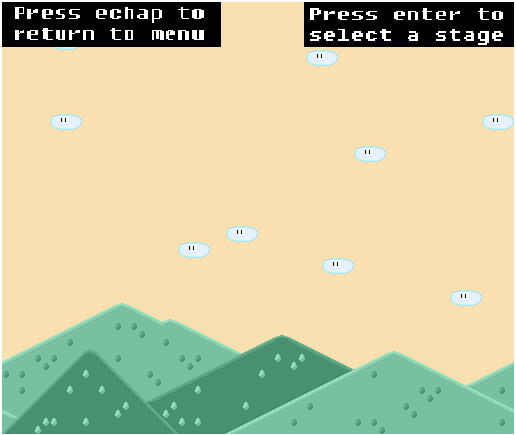 Press echap to
return to menu
Press enter to
select a stage